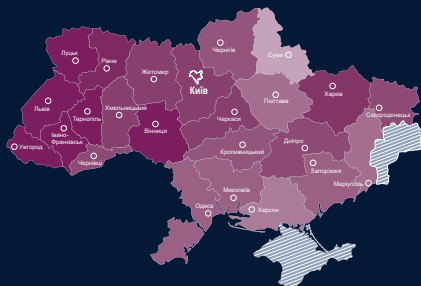 Чернігів
Суми
Луцьк
Рівне
Житомир
Київ
Харків
Полтава
Львів
Тернопіль
Хмельницький
Сєвєродонецьк
Черкаси
Вінниця
Івано-
Франківськ
Ужгород
Чернівці
Кропивницький
Дніпро
Запоріжжя
Маріуполь
Миколаїв
Одеса
Херсон